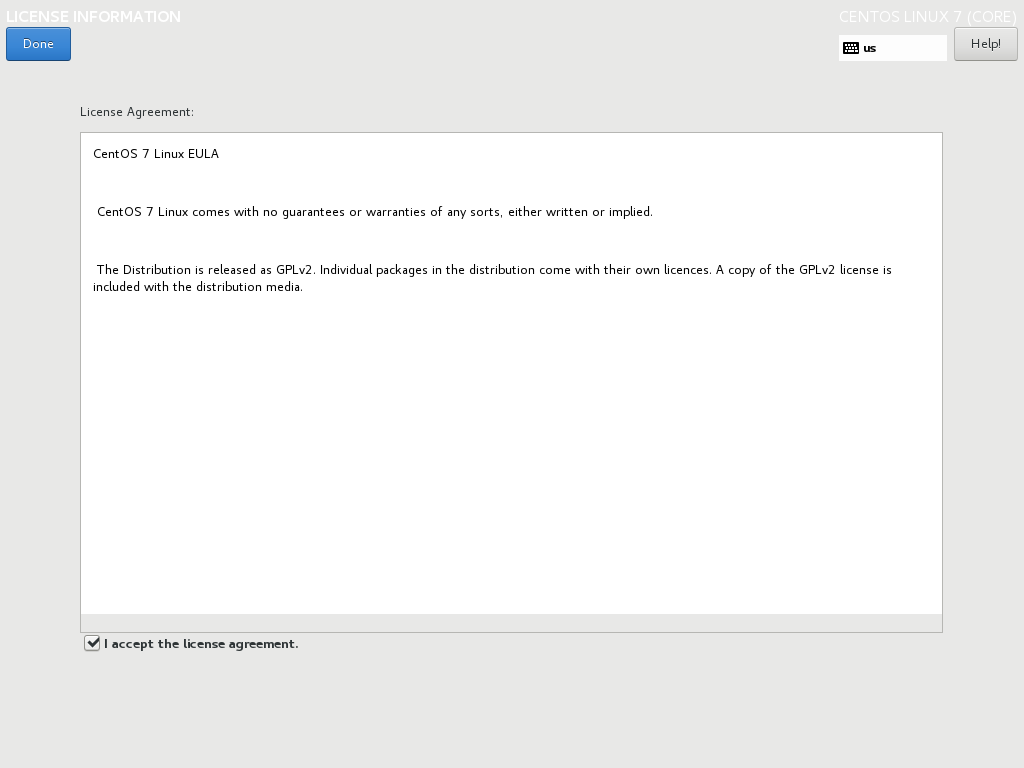 LICENSE INFORMATION
CENTOS LINUX 7 (CORE)
Done
us
Help!
License Agreement:
CentOS 7 Linux EULA
CentOS 7 Linux comes with no guarantees or warranties of any sorts, either written or implied.
The Distribution is released as GPLv2. Individual packages in the distribution come with their own licences. A copy of the GPLv2 license is
included with the distribution media.
I accept the license agreement.